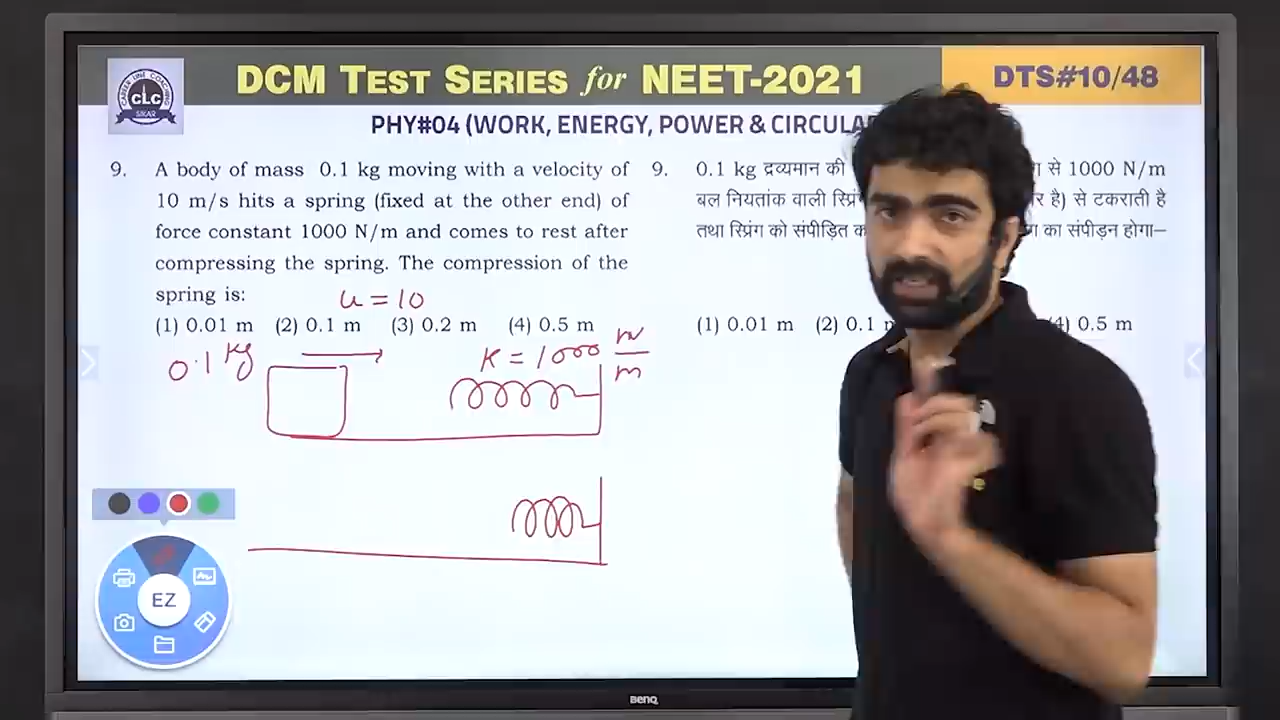 DCM TEST SERIES for NEET-2021
DTS#10/48
CLC
SIKAR
PHY#04 (WORK, ENERGY, POWER & CIRCULA
9. A body of mass 0.1 kg moving with a velocity of
10 m/s hits a spring (fixed at the other end) of
force constant 1000 N/m and comes to rest after
compressing the spring. The compression of the
spring is:
u = 10
(1) 0.01 m (2) 0.1 m (3) 0.2 m (4) 0.5 m
0.1 kg
K = 1000 N/m
9. 0.1 kg द्रव्यमान की से 1000 N/m
बल नियतांक वाली है) से टकराती है
तथा स्प्रिंग को संपीड़ित का संपीड़न होगा–
(1) 0.01 m (2) 0.1 (4) 0.5 m
EZ
BenQ